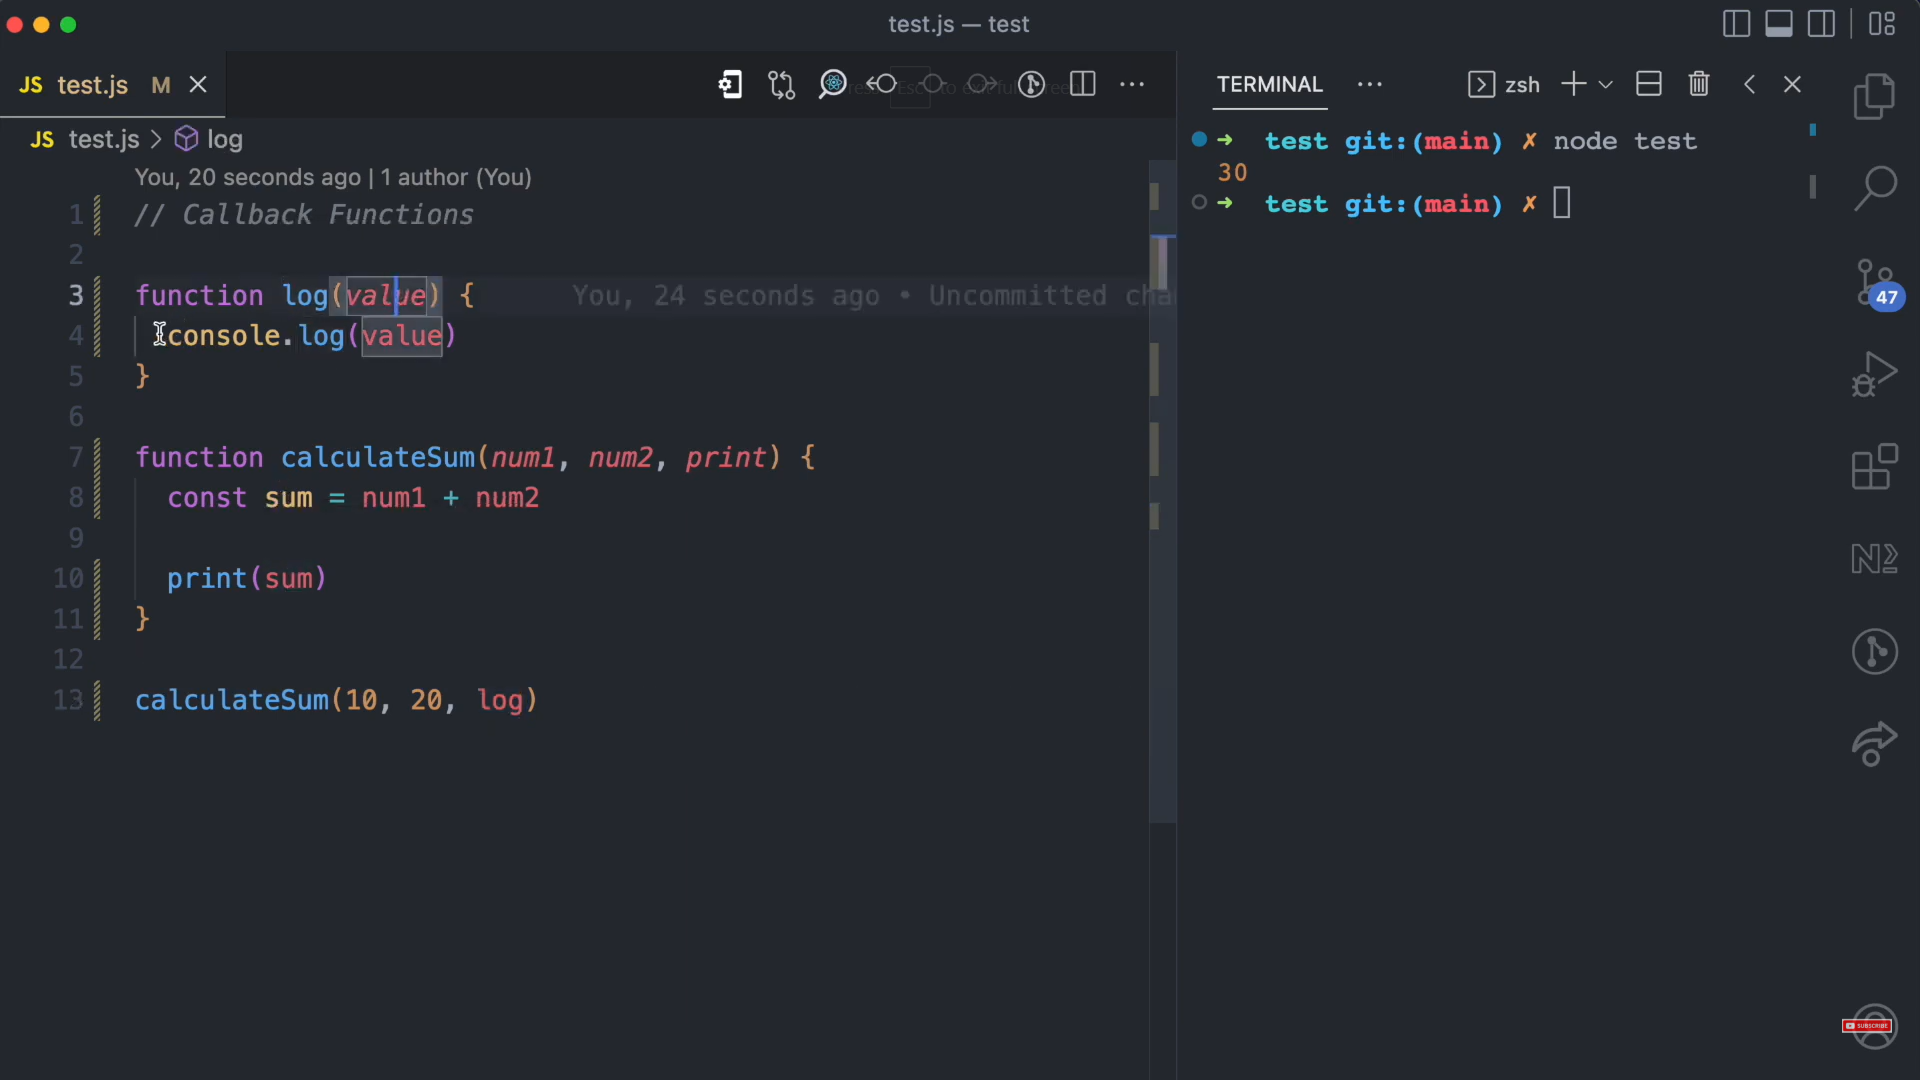 test.js — test
JS test.js M
TERMINAL
zsh
JS test.js > log
You, 20 seconds ago | 1 author (You)
1 // Callback Functions
2
3 function log(value) { You, 24 seconds ago • Uncommitted cha
4 console.log(value)
5 }
6
7 function calculateSum(num1, num2, print) {
8 const sum = num1 + num2
9
10 print(sum)
11 }
12
13 calculateSum(10, 20, log)
➜ test git:(main) ✗ node test
30
➜ test git:(main) ✗
47
SUBSCRIBE